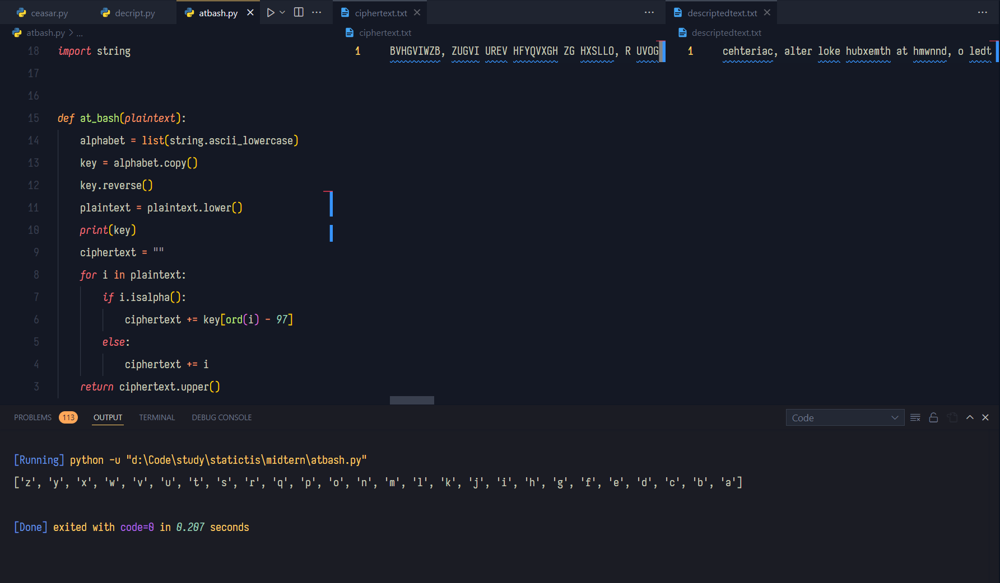 ceasar.py decript.py atbash.py
atbash.py > ...
18 import string
17
16
15 def at_bash(plaintext):
14 alphabet = list(string.ascii_lowercase)
13 key = alphabet.copy()
12 key.reverse()
11 plaintext = plaintext.lower()
10 print(key)
9 ciphertext = ""
8 for i in plaintext:
7 if i.isalpha():
6 ciphertext += key[ord(i) - 97]
5 else:
4 ciphertext += i
3 return ciphertext.upper()
ciphertext.txt
ciphertext.txt
1 BVHGVIWZB, ZUGVI UREV HFYQVXGH ZG HXSLLO, R UVOG
descriptedtext.txt
descriptedtext.txt
1 cehteriac, alter loke hubxemth at hmwnnd, o ledt
PROBLEMS 113 OUTPUT TERMINAL DEBUG CONSOLE
Code
[Running] python -u "d:\Code\study\statictis\midtern\atbash.py"
['z', 'y', 'x', 'w', 'v', 'u', 't', 's', 'r', 'q', 'p', 'o', 'n', 'm', 'l', 'k', 'j', 'i', 'h', 'g', 'f', 'e', 'd', 'c', 'b', 'a']
[Done] exited with code=0 in 0.207 seconds